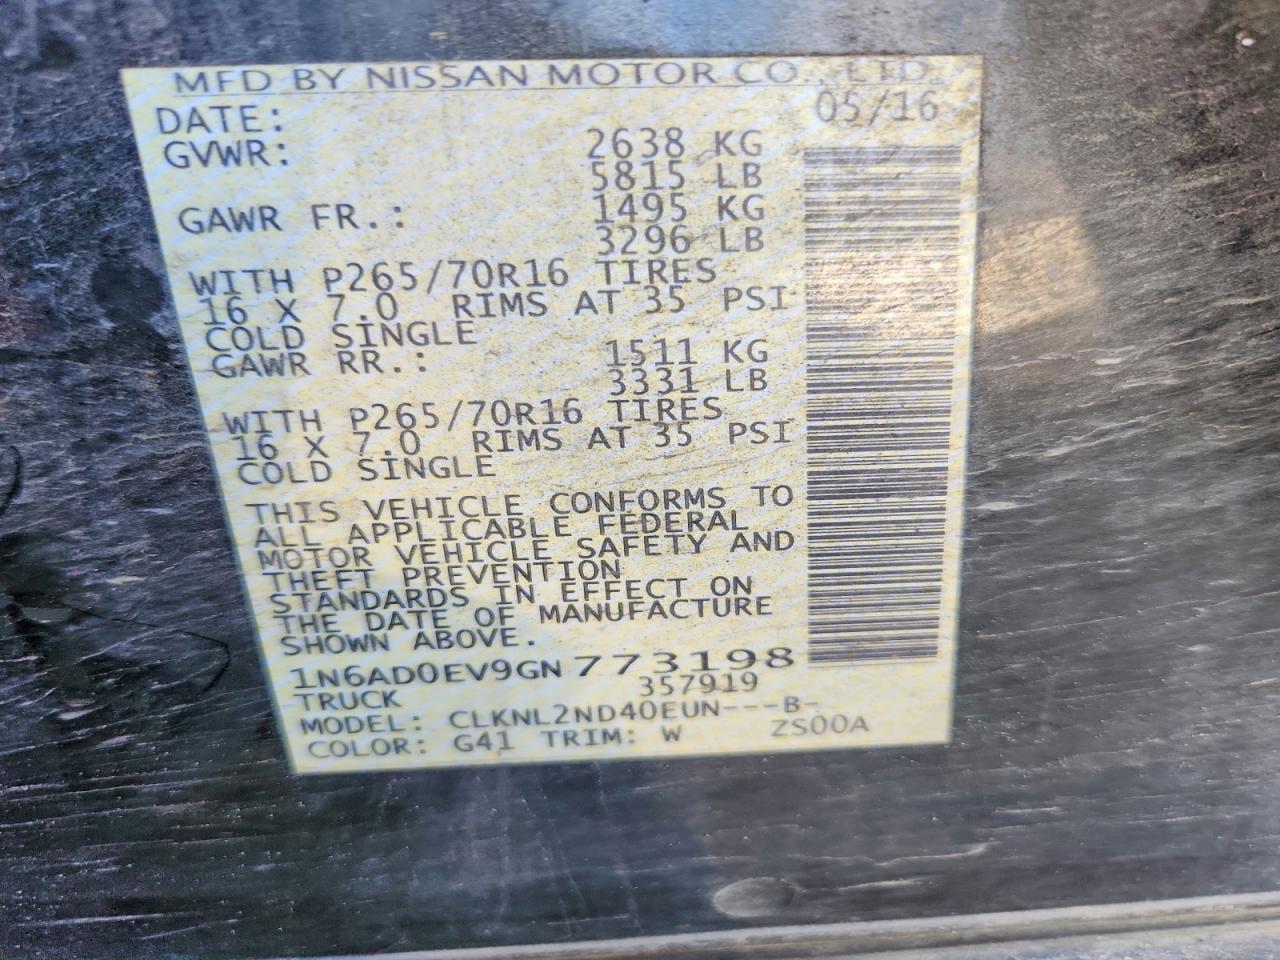 MFD BY NISSAN MOTOR CO., LTD.
DATE: 05/16
GVWR: 2638 KG
5815 LB
GAWR FR.: 1495 KG
3296 LB
WITH P265/70R16 TIRES
16 X 7.0 RIMS AT 35 PSI
COLD SINGLE
GAWR RR.: 1511 KG
3331 LB
WITH P265/70R16 TIRES
16 X 7.0 RIMS AT 35 PSI
COLD SINGLE
THIS VEHICLE CONFORMS TO
ALL APPLICABLE FEDERAL
MOTOR VEHICLE SAFETY AND
THEFT PREVENTION
STANDARDS IN EFFECT ON
THE DATE OF MANUFACTURE
SHOWN ABOVE.
1N6AD0EV9GN773198
TRUCK 357919
MODEL: CLKNL2ND40EUN---B-
COLOR: G41 TRIM: W ZS00A